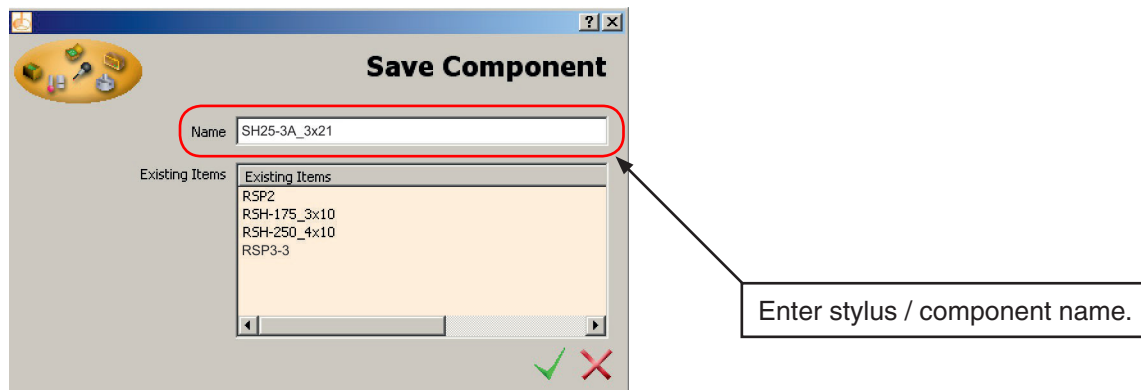 Save Component
Name SH25-3A_3x21
Existing Items
Existing Items
RSP2
RSH-175_3x10
RSH-250_4x10
RSP3-3
Enter stylus / component name.